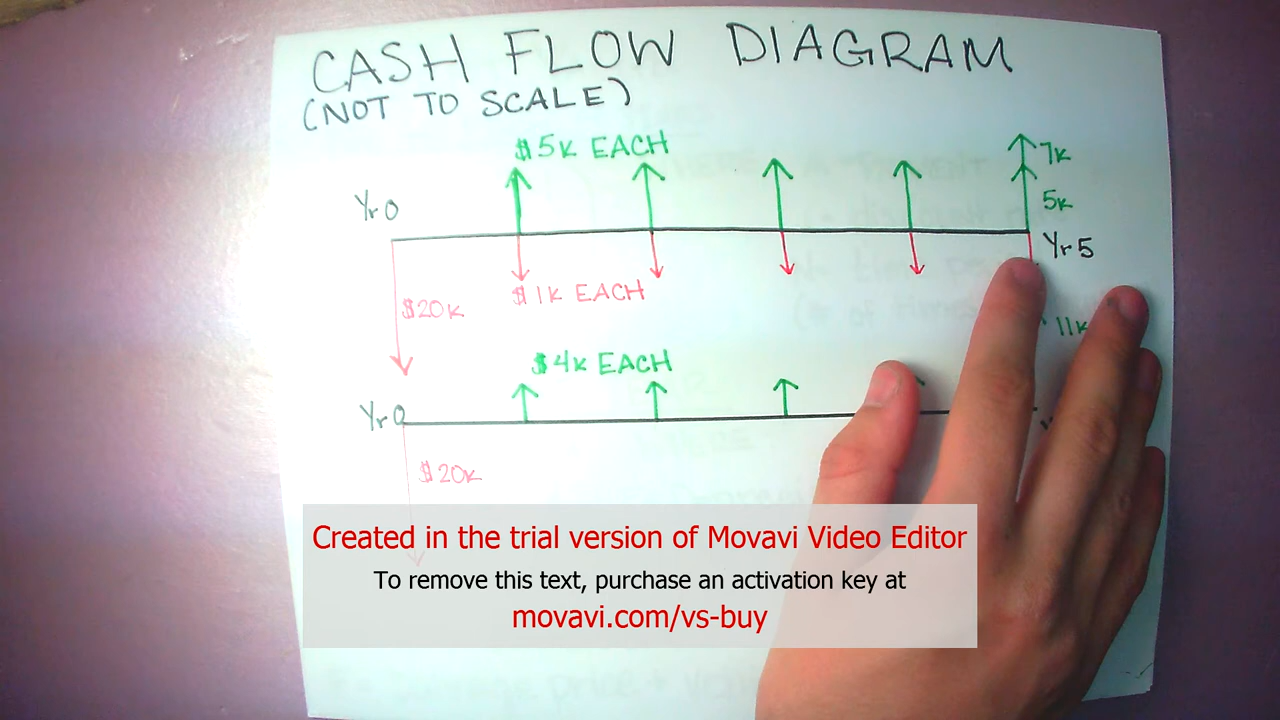 CASH FLOW DIAGRAM
(NOT TO SCALE)
$5K EACH
7K
Yr 0
5K
Yr 5
$1K EACH
$20K
11K
$4K EACH
Yr 0
$20K
Created in the trial version of Movavi Video Editor
To remove this text, purchase an activation key at
movavi.com/vs-buy